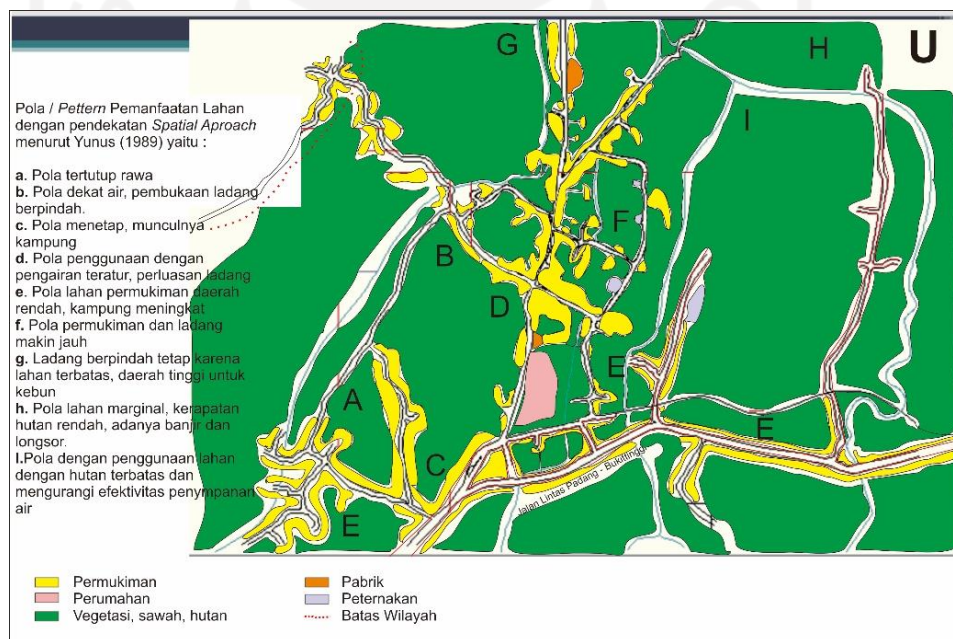 G
H
U
I
F
B
D
E
A
E
C
E
Jalan Lintas Padang - Bukittinggi
Pola / Pettern Pemanfaatan Lahan
dengan pendekatan Spatial Aproach
menurut Yunus (1989) yaitu :
a. Pola tertutup rawa
b. Pola dekat air, pembukaan ladang
berpindah.
c. Pola menetap, munculnya
kampung
d. Pola penggunaan dengan
pengairan teratur, perluasan ladang
e. Pola lahan permukiman daerah
rendah, kampung meningkat
f. Pola permukiman dan ladang
makin jauh
g. Ladang berpindah tetap karena
lahan terbatas, daerah tinggi untuk
kebun
h. Pola lahan marginal, kerapatan
hutan rendah, adanya banjir dan
longsor.
I.Pola dengan penggunaan lahan
dengan hutan terbatas dan
mengurangi efektivitas penympanan
air
Permukiman
Perumahan
Vegetasi, sawah, hutan
Pabrik
Peternakan
Batas Wilayah